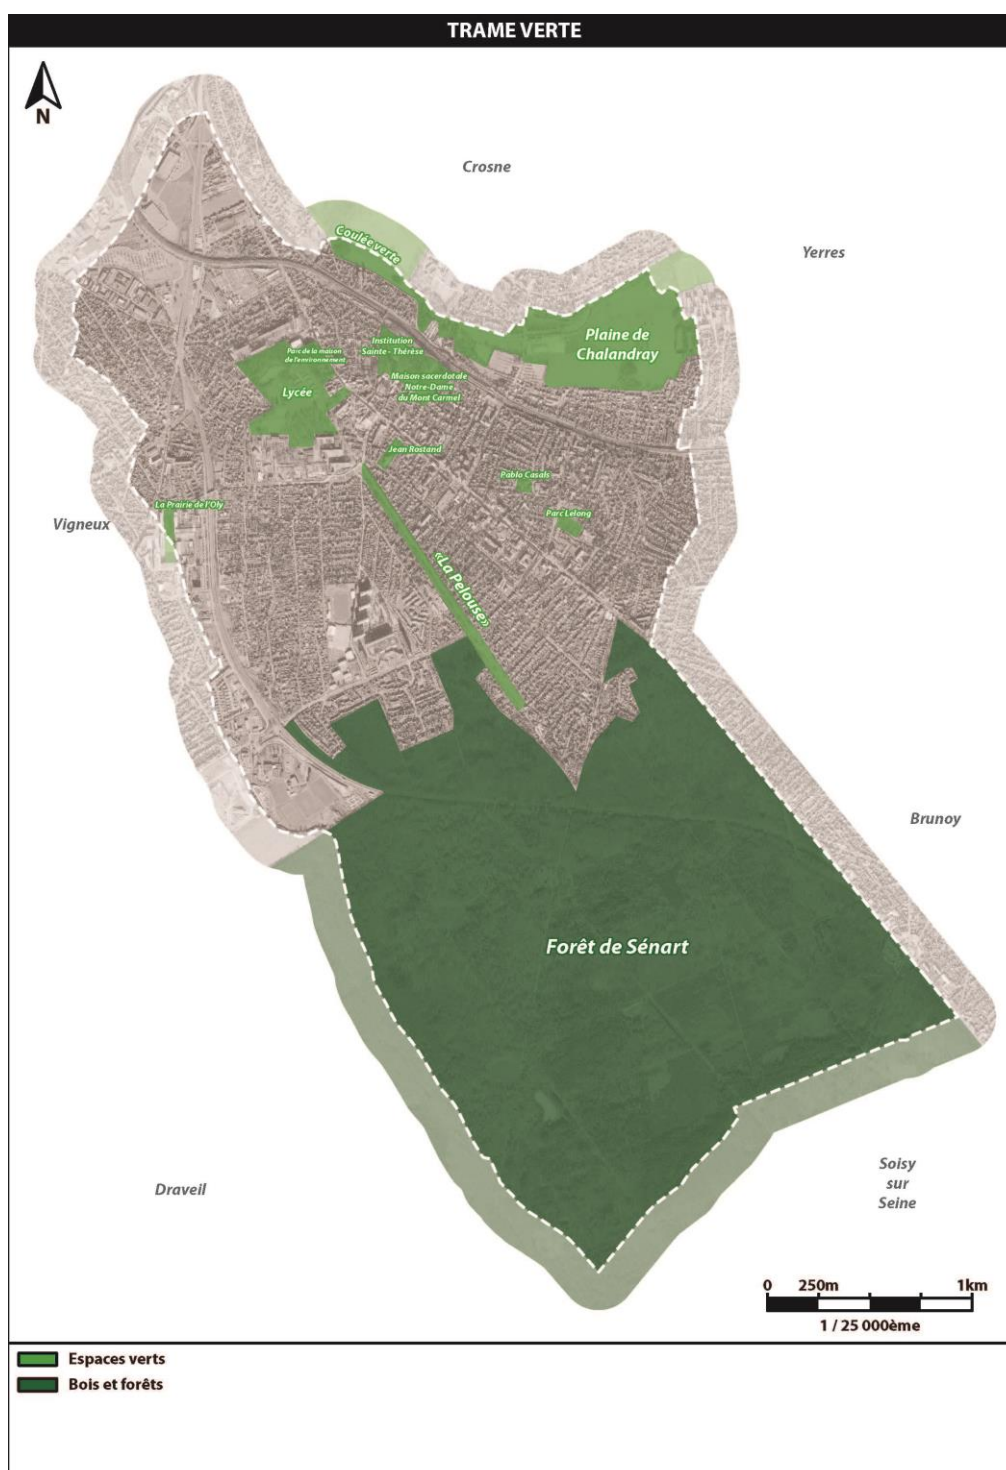 TRAME VERTE
N
Crosne
Yerres
Coulée verte
Plaine de
Chalandray
Institution
Sainte - Thérèse
Parc de la maison
de l'environnement
Maison sacerdotale
Notre-Dame
du Mont Carmel
Lycée
Jean Rostand
Pablo Casals
La Prairie de l'Oly
Parc Lelong
Vigneux
«La Pelouse»
Brunoy
Forêt de Sénart
Draveil
Soisy
sur
Seine
0 250m 1km
1 / 25 000ème
Espaces verts
Bois et forêts